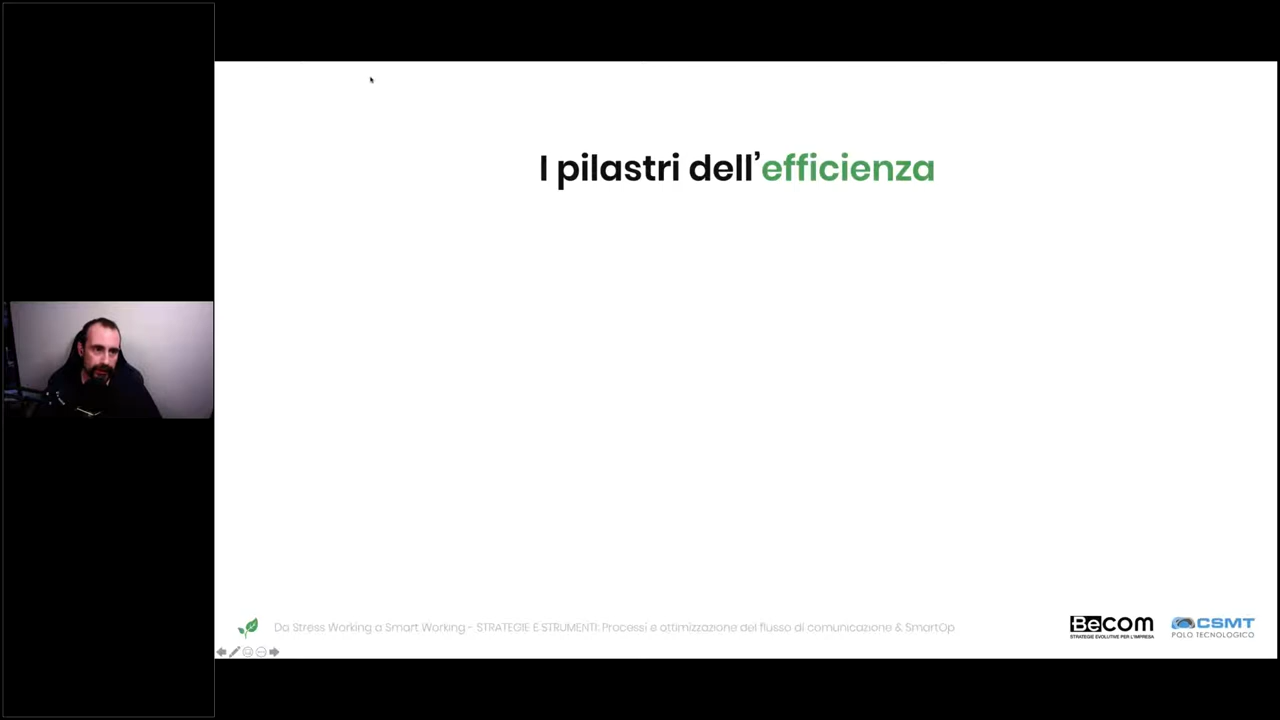 I pilastri dell’efficienza
Da Stress Working a Smart Working - STRATEGIE E STRUMENTI: Processi e ottimizzazione del flusso di comunicazione & SmartOp
BeCOM
STRATEGIE EVOLUTIVE PER L'IMPRESA
CSMT
POLO TECNOLOGICO